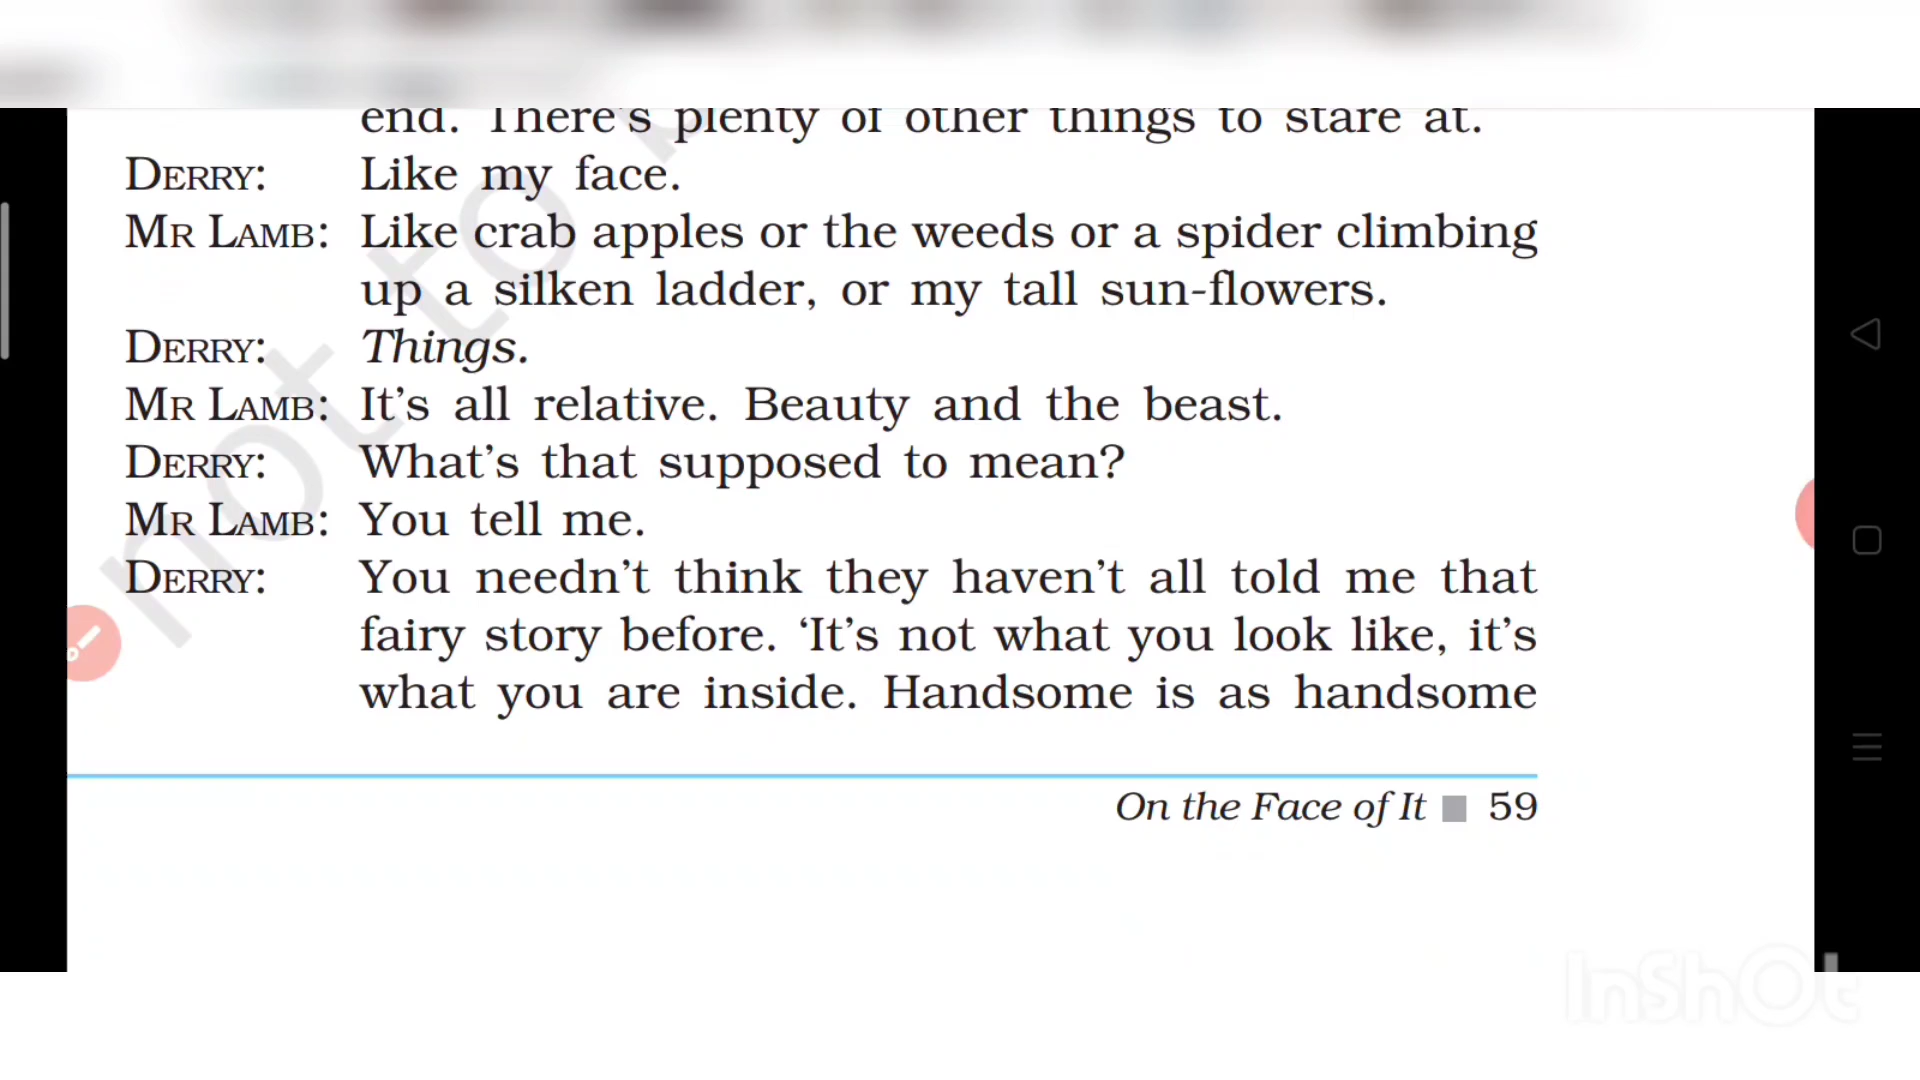 end. There's plenty of other things to stare at.
DERRY: Like my face.
MR LAMB: Like crab apples or the weeds or a spider climbing
up a silken ladder, or my tall sun-flowers.
DERRY: Things.
MR LAMB: It's all relative. Beauty and the beast.
DERRY: What's that supposed to mean?
MR LAMB: You tell me.
DERRY: You needn't think they haven't all told me that
fairy story before. ‘It's not what you look like, it's
what you are inside. Handsome is as handsome
On the Face of It ■ 59
not to
InShOt